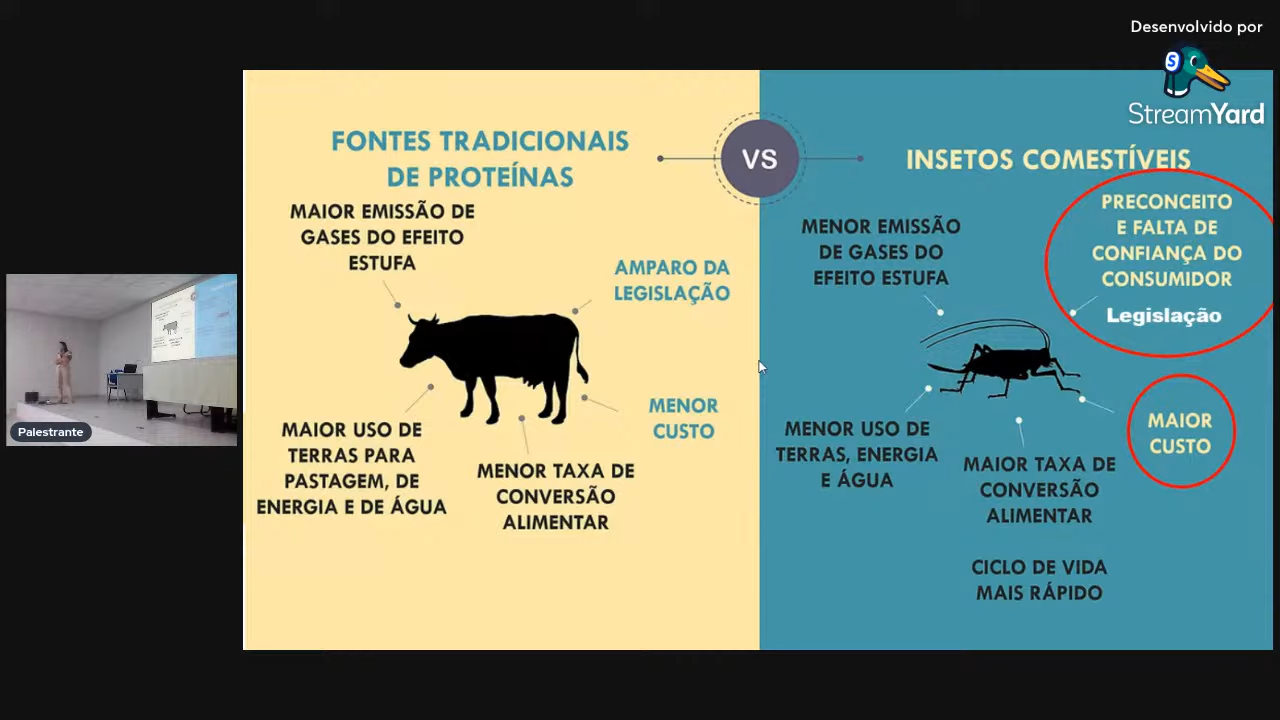 Desenvolvido por
S
StreamYard
FONTES TRADICIONAIS
DE PROTEÍNAS
VS
INSETOS COMESTÍVEIS
MAIOR EMISSÃO DE
GASES DO EFEITO
ESTUFA
AMPARO DA
LEGISLAÇÃO
MAIOR USO DE
TERRAS PARA
PASTAGEM, DE
ENERGIA E DE ÁGUA
MENOR TAXA DE
CONVERSÃO
ALIMENTAR
MENOR
CUSTO
MENOR EMISSÃO
DE GASES DO
EFEITO ESTUFA
PRECONCEITO
E FALTA DE
CONFIANÇA DO
CONSUMIDOR
Legislação
MENOR USO DE
TERRAS, ENERGIA
E ÁGUA
MAIOR TAXA DE
CONVERSÃO
ALIMENTAR
MAIOR
CUSTO
CICLO DE VIDA
MAIS RÁPIDO
Palestrante